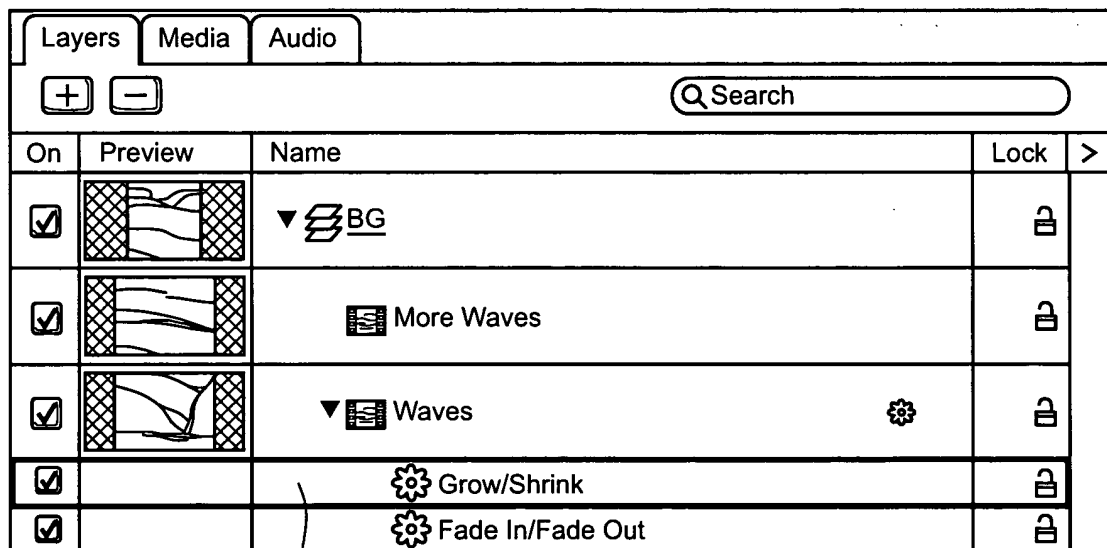 Layers Media Audio
+ − Search
On Preview Name Lock >
BG
More Waves
Waves
Grow/Shrink
Fade In/Fade Out